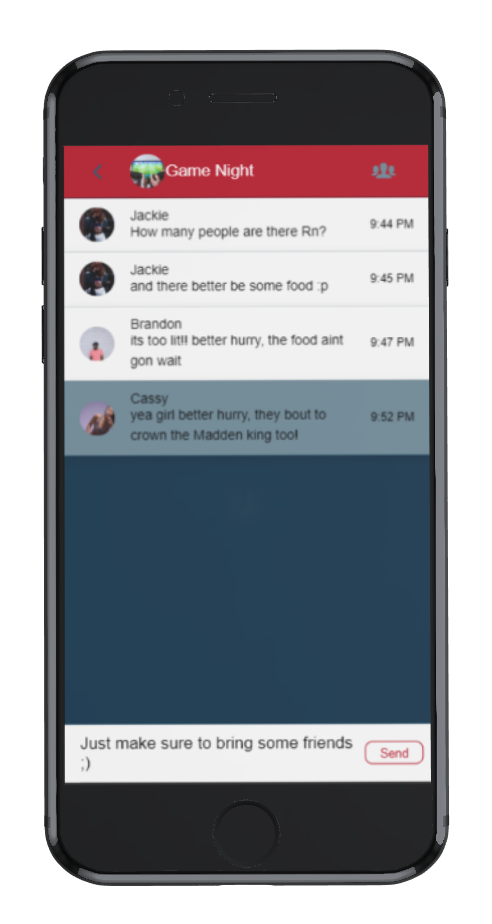 Game Night
Jackie
How many people are there Rn?
9:44 PM
Jackie
and there better be some food :p
9:45 PM
Brandon
its too lit!! better hurry, the food aint
gon wait
9:47 PM
Cassy
yea girl better hurry, they bout to
crown the Madden king too!
9:52 PM
Just make sure to bring some friends
;)
Send